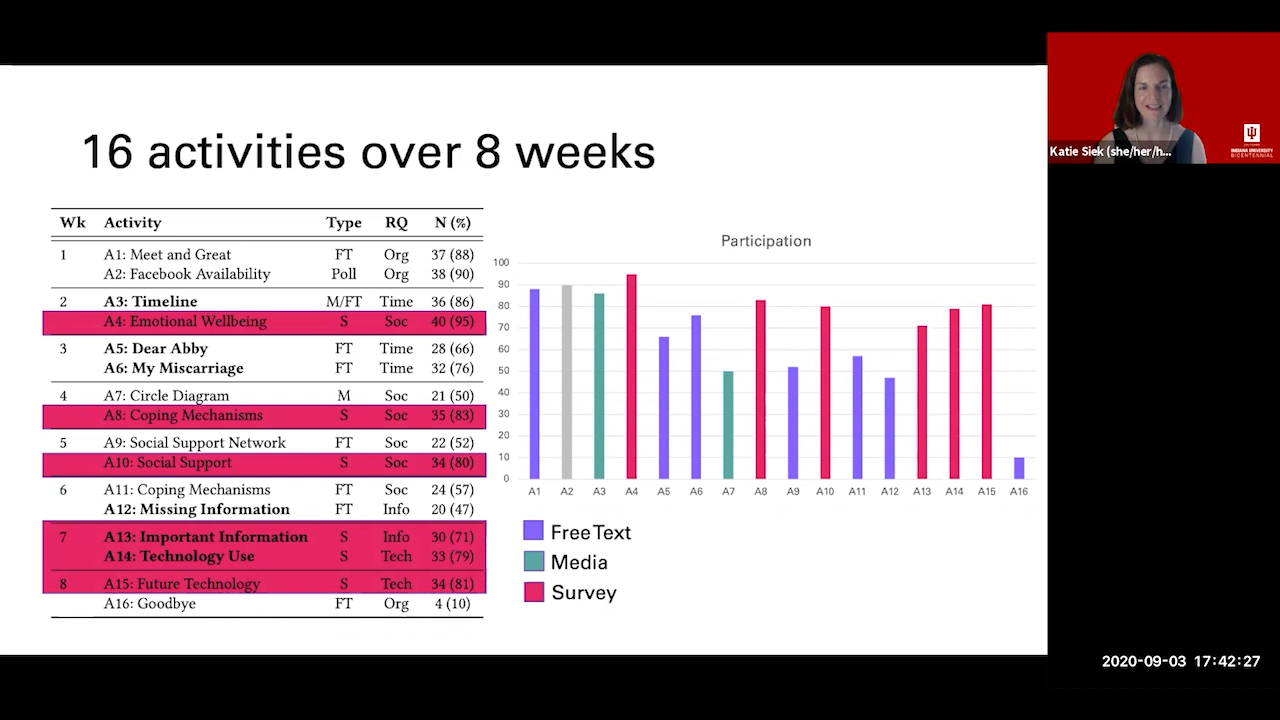 16 activities over 8 weeks
Wk Activity Type RQ N (%)
1 A1: Meet and Great FT Org 37 (88)
A2: Facebook Availability Poll Org 38 (90)
2 A3: Timeline M/FT Time 36 (86)
A4: Emotional Wellbeing S Soc 40 (95)
3 A5: Dear Abby FT Time 28 (66)
A6: My Miscarriage FT Time 32 (76)
4 A7: Circle Diagram M Soc 21 (50)
A8: Coping Mechanisms S Soc 35 (83)
5 A9: Social Support Network FT Soc 22 (52)
A10: Social Support S Soc 34 (80)
6 A11: Coping Mechanisms FT Soc 24 (57)
A12: Missing Information FT Info 20 (47)
7 A13: Important Information S Info 30 (71)
A14: Technology Use S Tech 33 (79)
8 A15: Future Technology S Tech 34 (81)
A16: Goodbye FT Org 4 (10)
Participation
100
90
80
70
60
50
40
30
20
10
0
A1 A2 A3 A4 A5 A6 A7 A8 A9 A10 A11 A12 A13 A14 A15 A16
Free Text
Media
Survey
Katie Siek (she/her/h...
INDIANA UNIVERSITY
BICENTENNIAL
2020-09-03 17:42:27